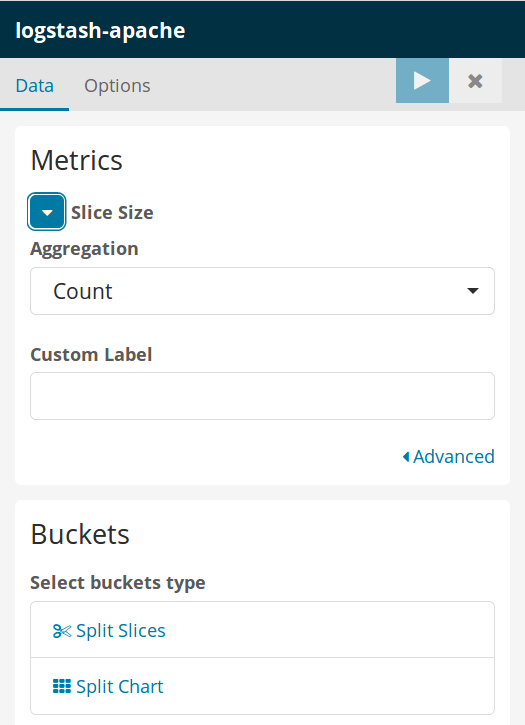 logstash-apache
Data Options
Metrics
Slice Size
Aggregation
Count
Custom Label
Advanced
Buckets
Select buckets type
Split Slices
Split Chart